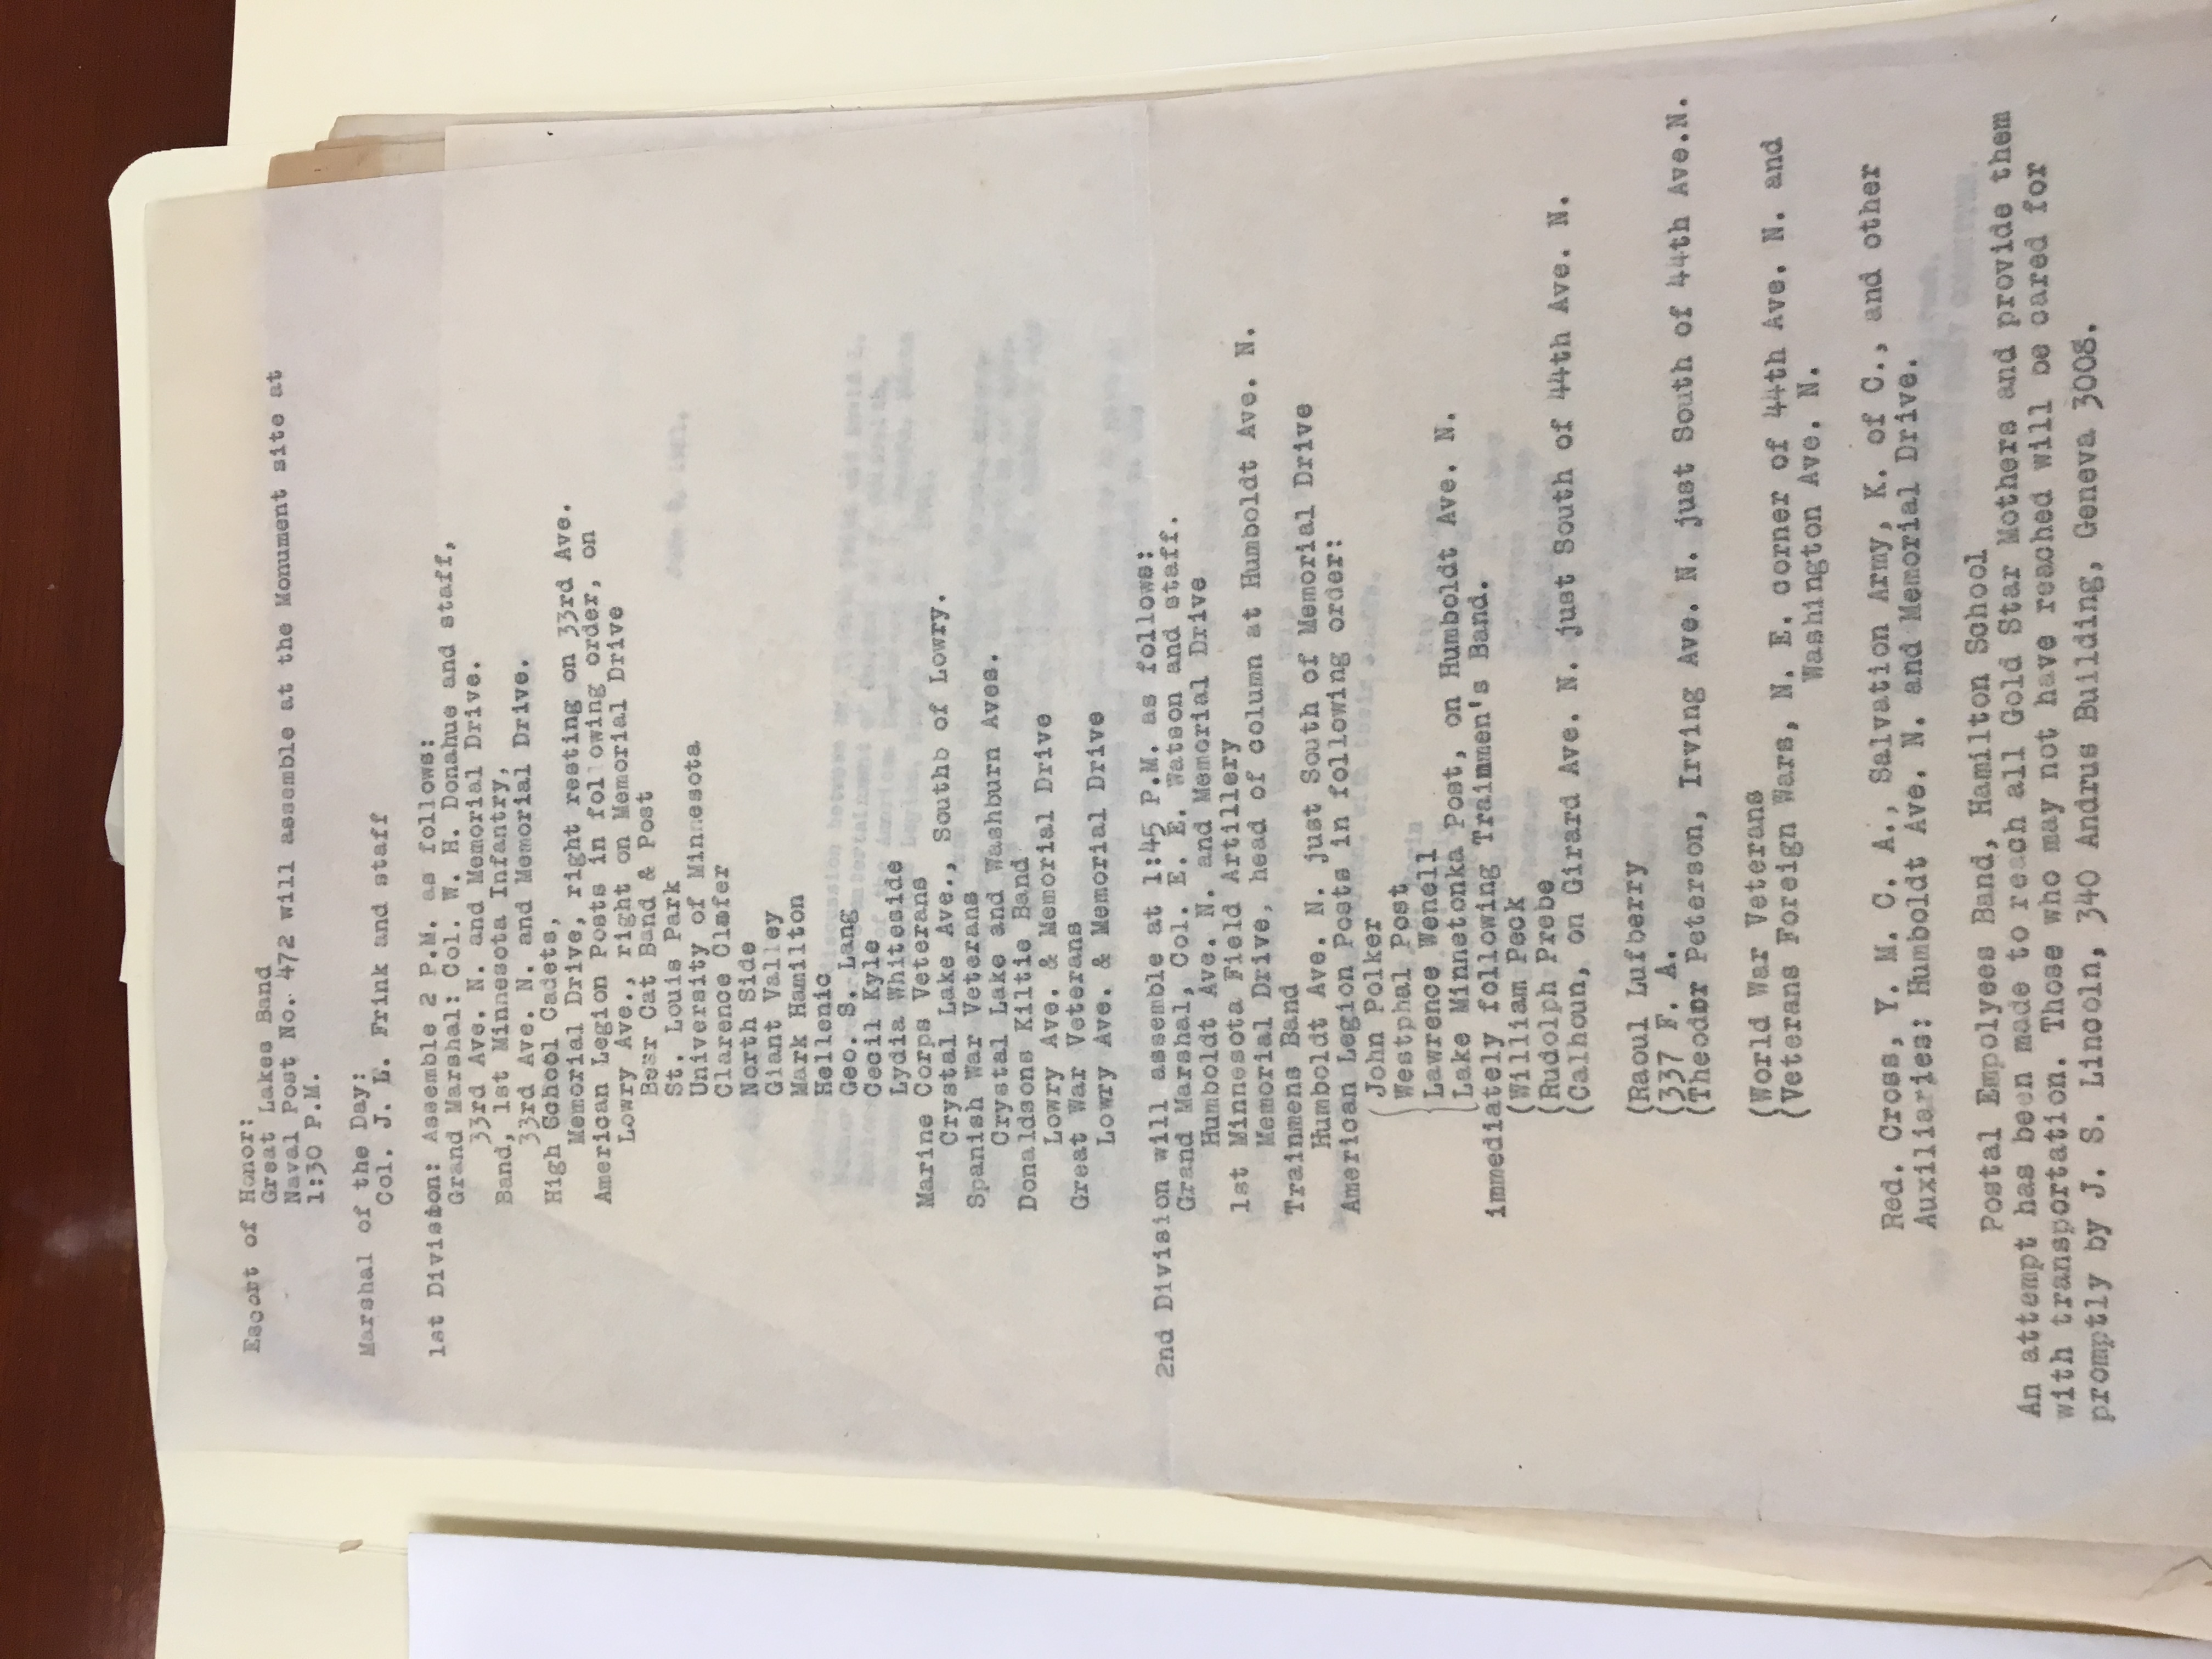 Escort of Honor:
Great Lakes Band
Naval Post No. 472 will assemble at the Monument site at
1:30 P.M.
Marshal of the Day:
Col. J. L. Frink and staff
1st Division: Assemble 2 P.M. as follows:
Grand Marshal: Col. W. H. Donahue and staff,
33rd Ave. N. and Memorial Drive.
Band, 1st Minnesota Infantry,
33rd Ave. N. and Memorial Drive.
High School Cadets,
Memorial Drive, right resting on 33rd Ave.
American Legion Posts in following order, on
Lowry Ave., right on Memorial Drive
Bearcat Band & Post
St. Louis Park
University of Minnesota
Clarence Clofer
North Side
Giant Valley
Mark Hamilton
Hellenic
Geo. S. Lang
Cecil Kyle
Lydia Whiteside
Marine Corps Veterans
Crystal Lake Ave., Southb of Lowry.
Spanish War Veterans
Crystal Lake and Washburn Aves.
Donaldsons Kiltie Band
Lowry Ave. & Memorial Drive
Great War Veterans
Lowry Ave. & Memorial Drive
2nd Division will assemble at 1:45 P.M. as follows:
Grand Marshal, Col. E. E. Watson and staff.
Humboldt Ave. N. and Memorial Drive
1st Minnesota Field Artillery
Memorial Drive, head of column at Humboldt Ave. N.
Trainmens Band
Humboldt Ave. N. just South of Memorial Drive
American Legion Posts in following order:
(John Polker
(Westphal Post
(Lawrence Wenell
(Lake Minnetonka Post, on Humboldt Ave. N.
immediately following Trainmen's Band.
(William Peck
(Rudolph Prebe
(Calhoun, on Girard Ave. N. just South of 44th Ave. N.
(Raoul Lufberry
(337 F. A.
(Theodor Peterson, Irving Ave. N. just South of 44th Ave.N.
(World War Veterans
(Veterans Foreign Wars, N. E. corner of 44th Ave. N. and
Washington Ave. N.
Red. Cross, Y. M. C. A., Salvation Army, K. of C., and other
Auxiliaries: Humboldt Ave. N. and Memorial Drive.
Postal Empolyees Band, Hamilton School
An attempt has been made to reach all Gold Star Mothers and provide them
with transportation. Those who may not have reached will be cared for
promptly by J. S. Lincoln, 340 Andrus Building, Geneva 3008.